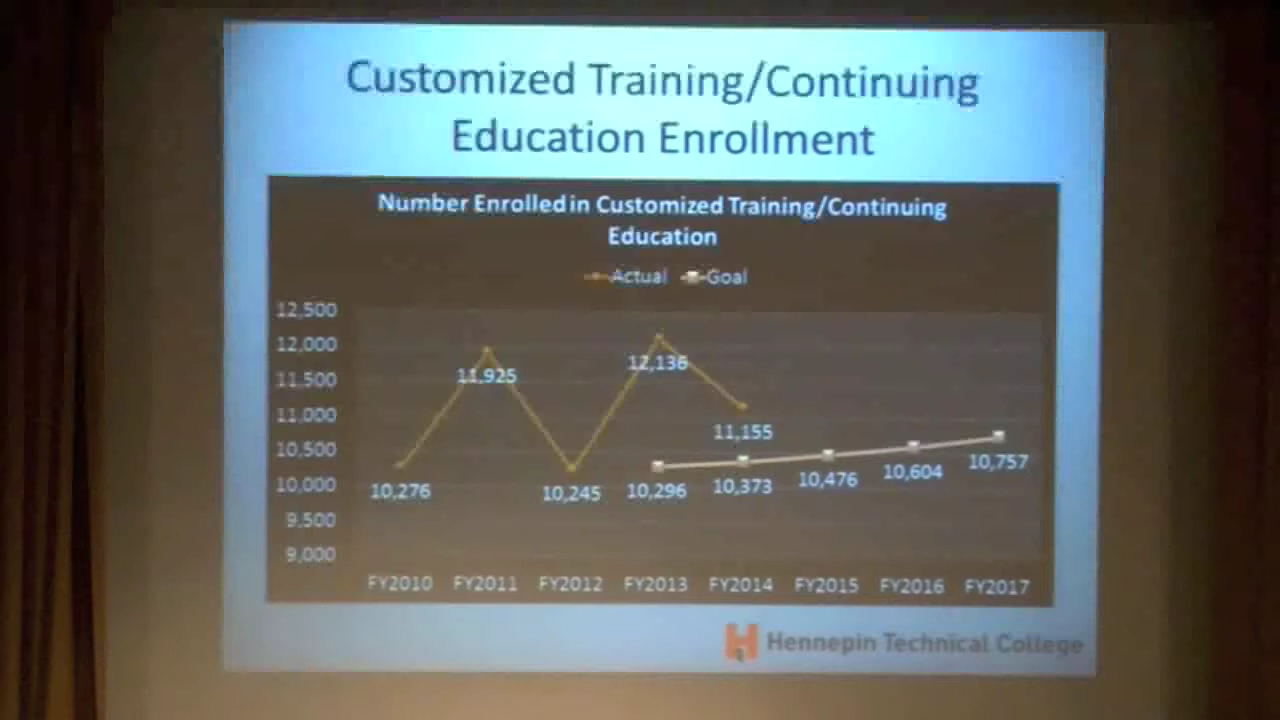 Customized Training/Continuing
Education Enrollment
Number Enrolled in Customized Training/Continuing
Education
Actual Goal
12,500
12,000
11,500
11,000
10,500
10,000
9,500
9,000
10,276
11,925
10,245
12,136
11,155
10,296
10,373
10,476
10,604
10,757
FY2010 FY2011 FY2012 FY2013 FY2014 FY2015 FY2016 FY2017
Hennepin Technical College